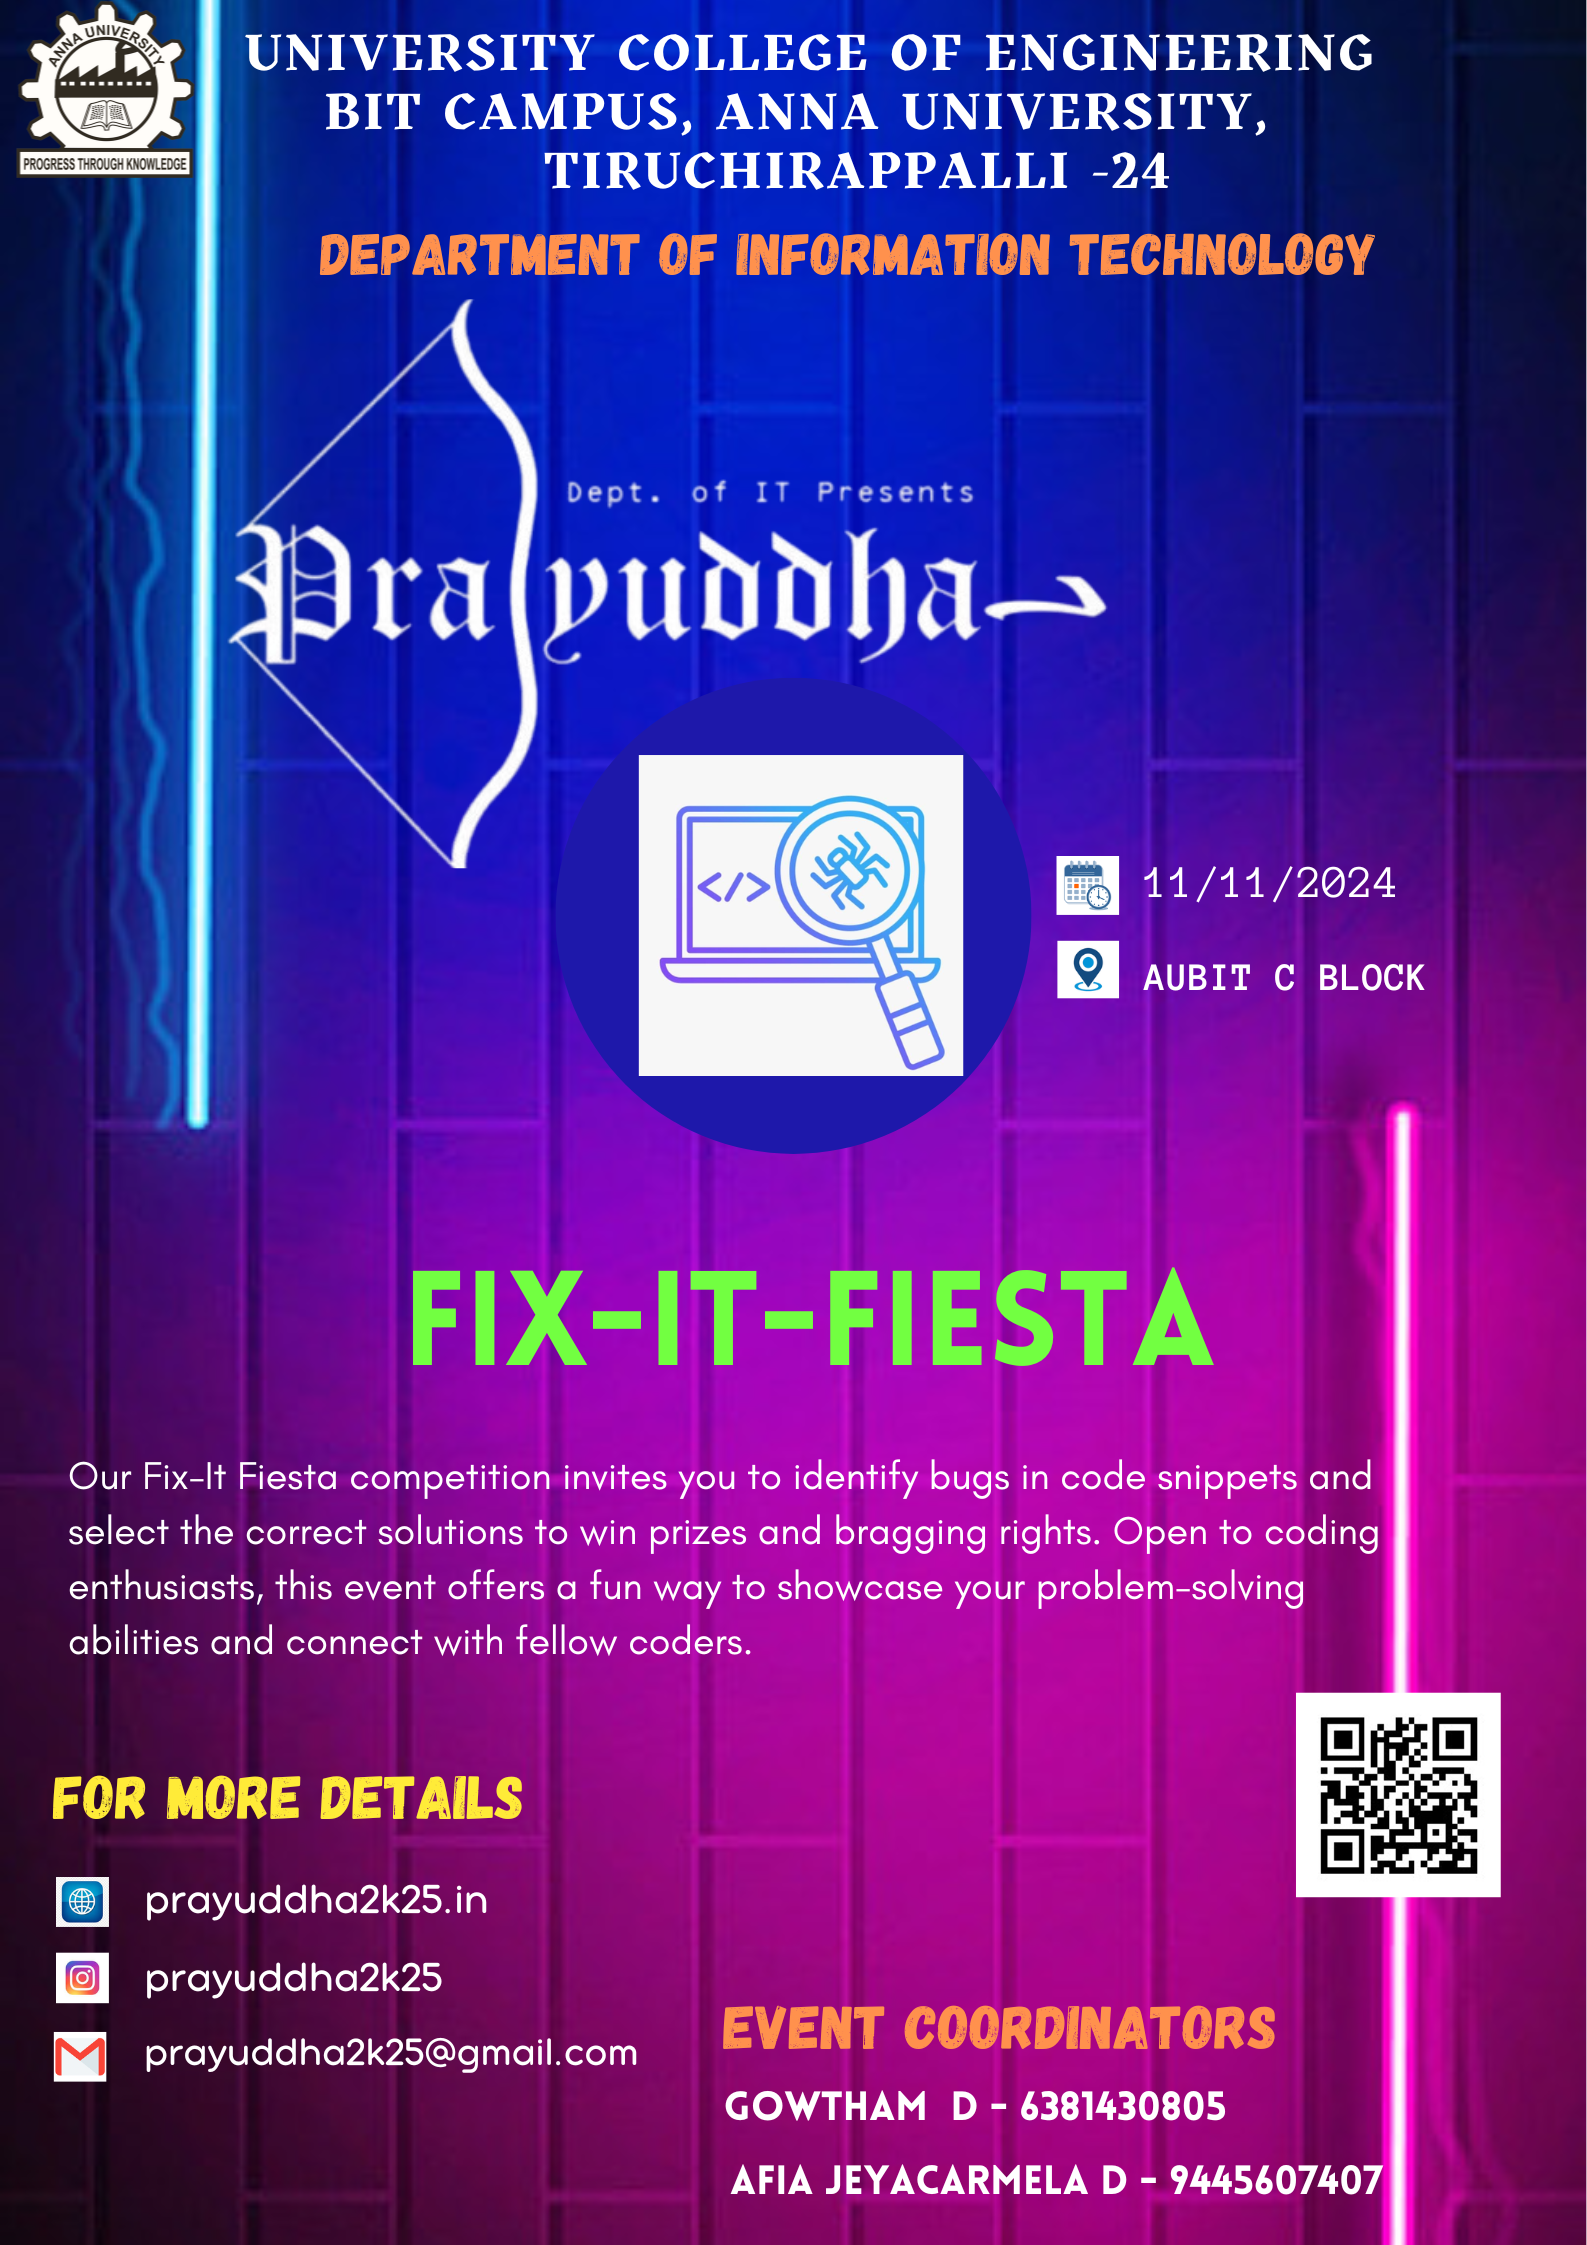 ANNA UNIVERSITY
PROGRESS THROUGH KNOWLEDGE
UNIVERSITY COLLEGE OF ENGINEERING
BIT CAMPUS, ANNA UNIVERSITY,
TIRUCHIRAPPALLI -24
DEPARTMENT OF INFORMATION TECHNOLOGY
Dept. of IT Presents
Prayuddha
</>
11/11/2024
AUBIT C BLOCK
FIX-IT-FIESTA
Our Fix-It Fiesta competition invites you to identify bugs in code snippets and
select the correct solutions to win prizes and bragging rights. Open to coding
enthusiasts, this event offers a fun way to showcase your problem-solving
abilities and connect with fellow coders.
FOR MORE DETAILS
prayuddha2k25.in
prayuddha2k25
prayuddha2k25@gmail.com
EVENT COORDINATORS
GOWTHAM D - 6381430805
AFIA JEYACARMELA D - 9445607407